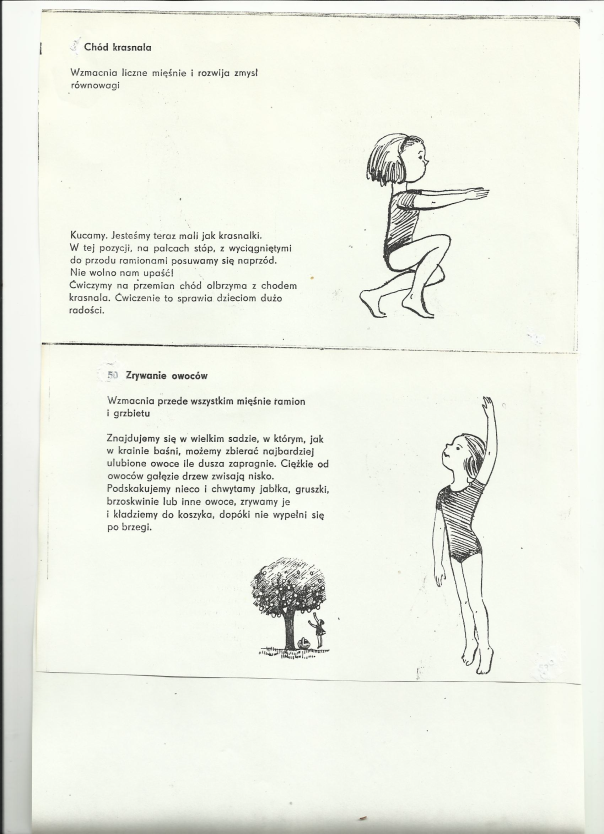 Chód krasnala
Wzmacnia liczne mięśnie i rozwija zmysł
równowagi
Kucamy. Jesteśmy teraz mali jak krasnalki.
W tej pozycji, na palcach stóp, z wyciągniętymi
do przodu ramionami posuwamy się naprzód.
Nie wolno nam upaść!
Ćwiczymy na przemian chód olbrzyma z chodem
krasnala. Ćwiczenie to sprawia dzieciom dużo
radości.
50 Zrywanie owoców
Wzmacnia przede wszystkim mięśnie ramion
i grzbietu
Znajdujemy się w wielkim sadzie, w którym, jak
w krainie baśni, możemy zbierać najbardziej
ulubione owoce ile dusza zapragnie. Ciężkie od
owoców gałęzie drzew zwisają nisko.
Podskakujemy nieco i chwytamy jabłka, gruszki,
brzoskwinie lub inne owoce, zrywamy je
i kładziemy do koszyka, dopóki nie wypełni się
po brzegi.